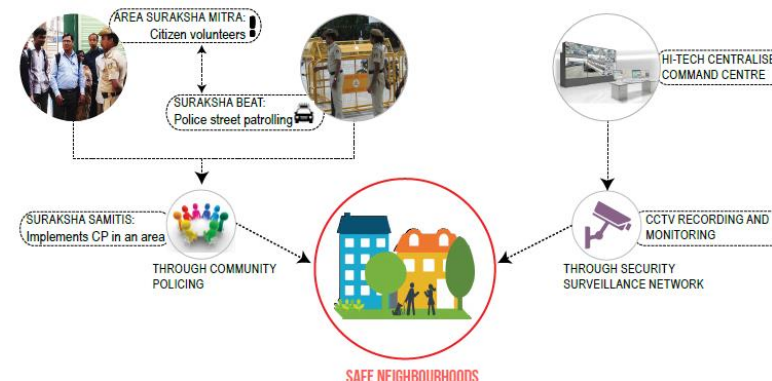 AREA SURAKSHA MITRA:
Citizen volunteers
SURAKSHA BEAT:
Police street patrolling
HI-TECH CENTRALISE
COMMAND CENTRE
SURAKSHA SAMITIS:
Implements CP in an area
THROUGH COMMUNITY
POLICING
CCTV RECORDING AND
MONITORING
THROUGH SECURITY
SURVEILLANCE NETWORK
SAFE NEIGHBOURHOODS